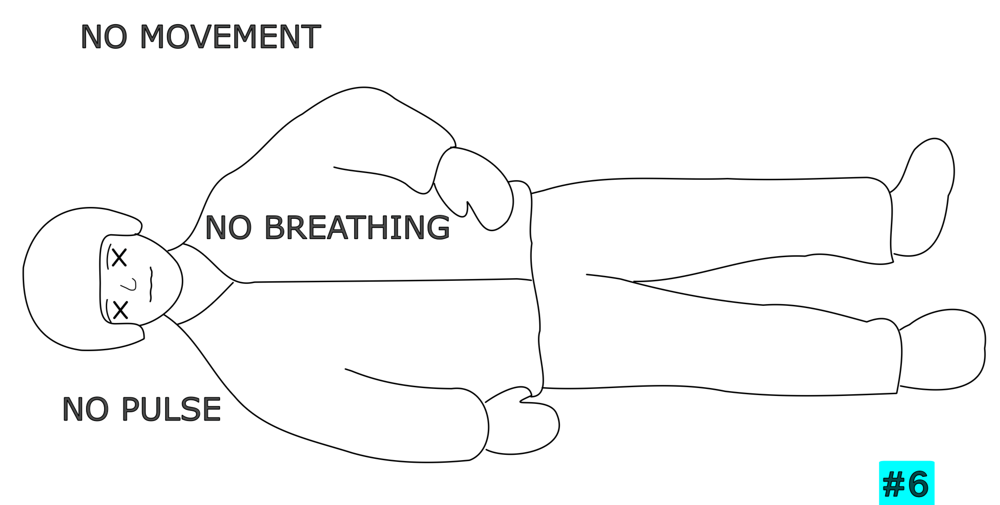 NO MOVEMENT
NO BREATHING
NO PULSE
#6